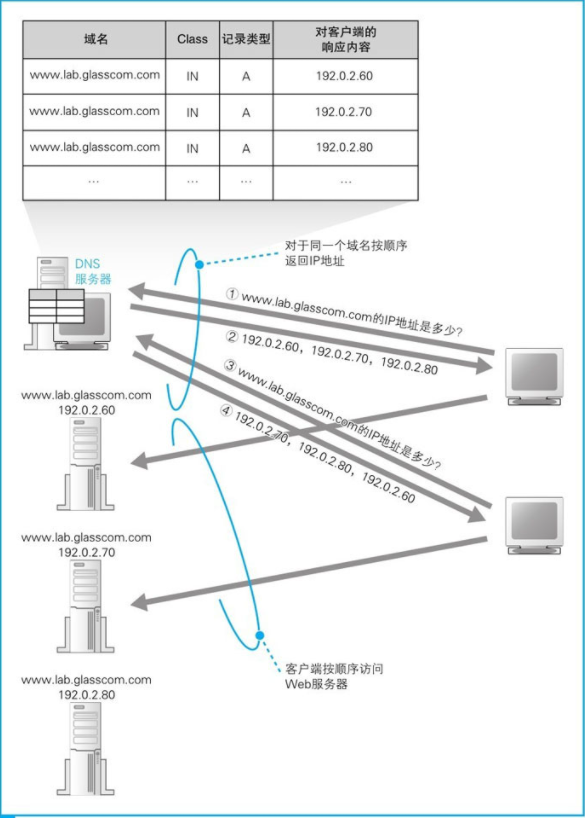 域名 Class 记录类型 对客户端的
响应内容
www.lab.glasscom.com IN A 192.0.2.60
www.lab.glasscom.com IN A 192.0.2.70
www.lab.glasscom.com IN A 192.0.2.80
… … … …
对于同一个域名按顺序
返回IP地址
DNS
服务器
① www.lab.glasscom.com的IP地址是多少?
② 192.0.2.60，192.0.2.70，192.0.2.80
③ www.lab.glasscom.com的IP地址是多少?
④ 192.0.2.70，192.0.2.80，192.0.2.60
www.lab.glasscom.com
192.0.2.60
www.lab.glasscom.com
192.0.2.70
客户端按顺序访问
Web服务器
www.lab.glasscom.com
192.0.2.80